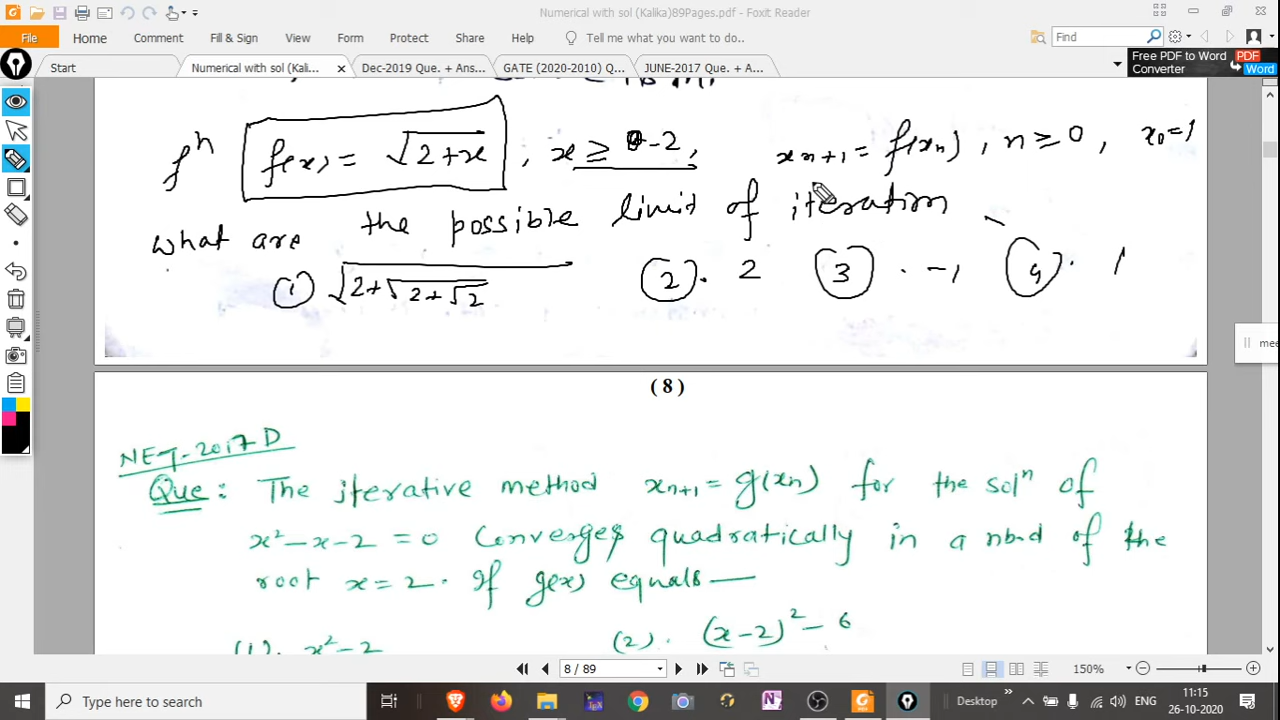 Numerical with sol (Kalika)89Pages.pdf - Foxit Reader
File Home Comment Fill & Sign View Form Protect Share Help Tell me what you want to do.. Find
Free PDF to Word Converter PDF Word
Start Numerical with sol (Kali... × Dec-2019 Que. + Ans... GATE (2020-2010) Q... JUNE-2017 Que. + A...
fⁿ f(x) = √(2+x) , x ≥ -2, xn+1 = f(xn) , n ≥ 0 , x0=1
what are the possible limit of iteration
① √(2+√(2+√2)) ②. 2 ③ . -1 ④. 1
mee
( 8 )
NET-2017 D
Que: The iterative method xn+1 = g(xn) for the solⁿ of
x² - x - 2 = 0 Converges quadratically in a nbd of the
root x = 2. If g(x) equals —
(1). x² - 2 (2). (x-2)² - 6
8 / 89 150%
Type here to search Desktop » ENG 11:15
26-10-2020